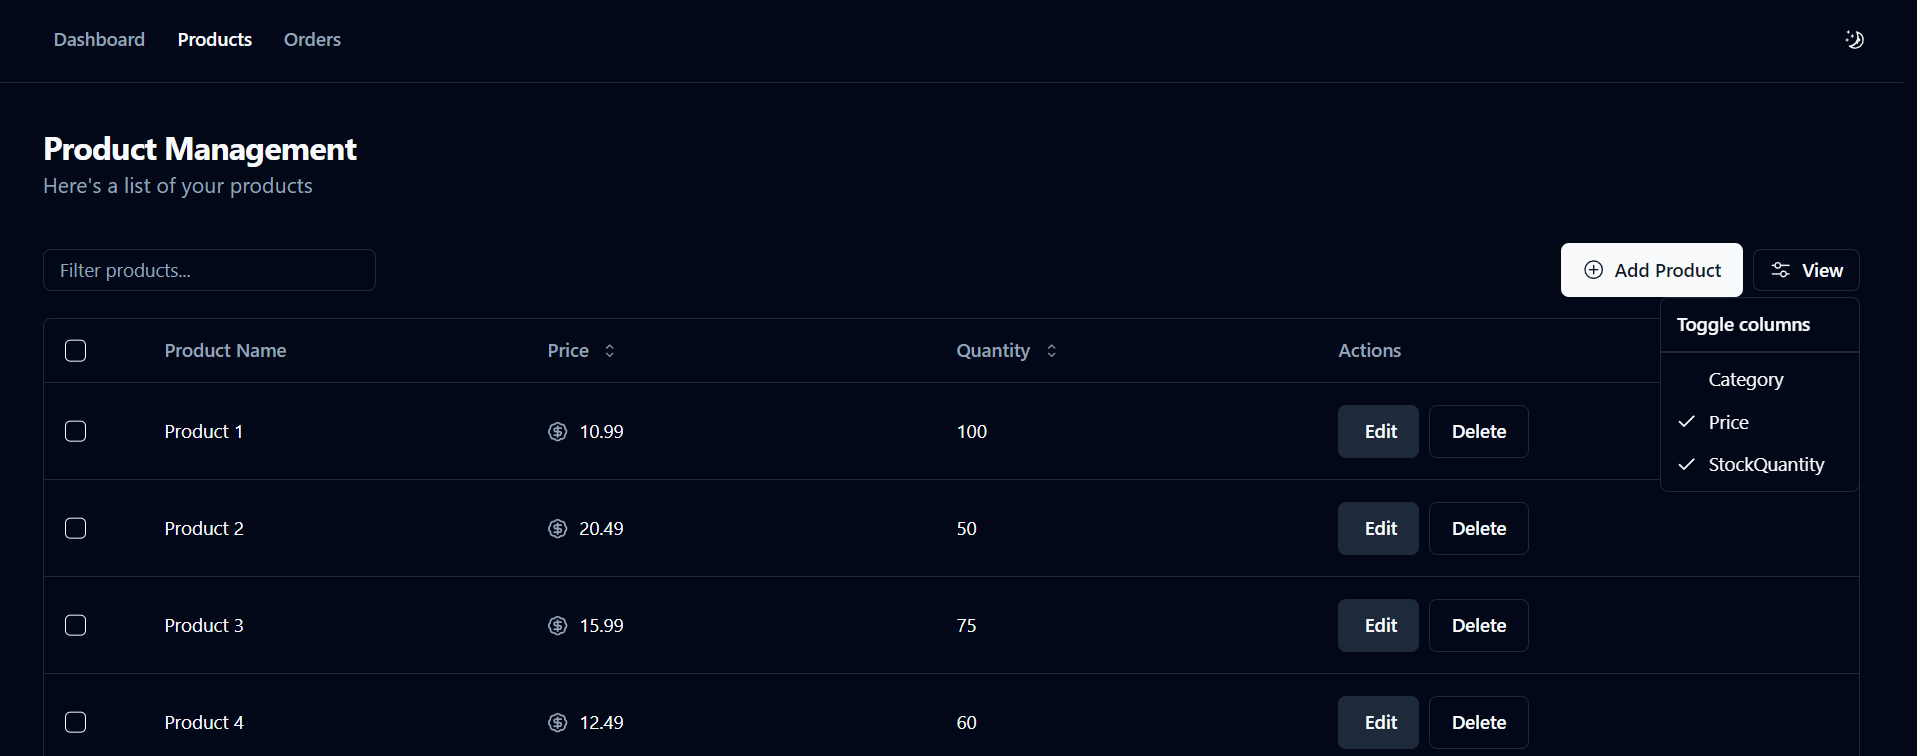 Dashboard Products Orders
Product Management
Here's a list of your products
Filter products...
Add Product View
Toggle columns
Category
Price
StockQuantity
Product Name Price Quantity Actions
Product 1 10.99 100 Edit Delete
Product 2 20.49 50 Edit Delete
Product 3 15.99 75 Edit Delete
Product 4 12.49 60 Edit Delete